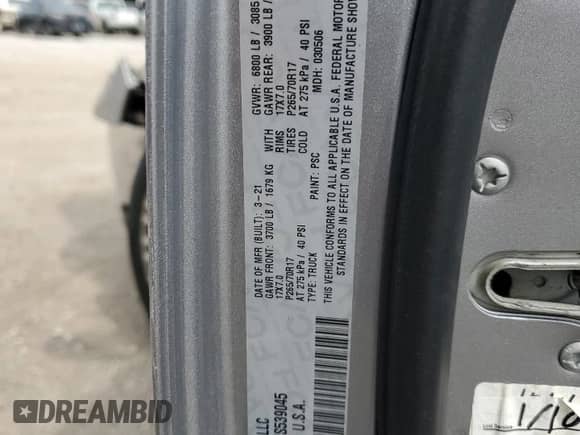 LLC
DATE OF MFR (BUILT): 3-21
GVWR: 6800 LB / 3085
GAWR FRONT: 3700 LB / 1679 KG WITH
GAWR REAR: 3900 LB /
17X7.0 RIMS
17X7.0
P265/70R17 TIRES
P265/70R17
AT 275 kPa / 40 PSI COLD
AT 275 kPa / 40 PSI
TYPE: TRUCK
PAINT: PSC
MDH: 030506
THIS VEHICLE CONFORMS TO ALL APPLICABLE U.S.A. FEDERAL MOTOR
STANDARDS IN EFFECT ON THE DATE OF MANUFACTURE SHOW
S539045
U.S.A.
DREAMBID